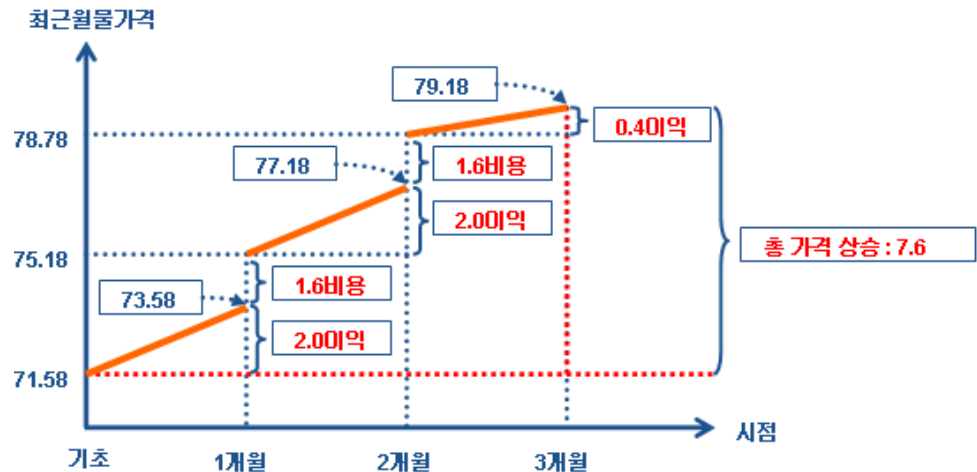 최근월물가격
79.18
0.4이익
78.78
77.18
1.6비용
2.0이익
총 가격 상승 : 7.6
75.18
73.58
1.6비용
2.0이익
71.58
시점
기초
1개월
2개월
3개월